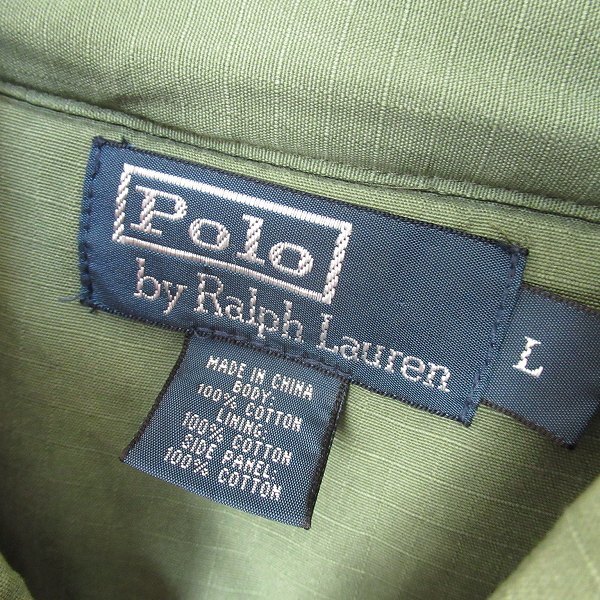 Polo
by Ralph Lauren
L
MADE IN CHINA
BODY:
100% COTTON
LINING:
100% COTTON
SIDE PANEL:
100% COTTON